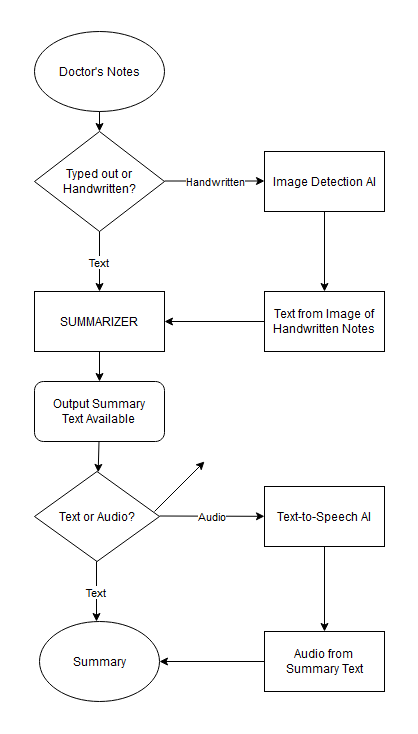 Doctor's Notes
Typed out or
Handwritten?
Handwritten
Image Detection AI
Text
SUMMARIZER
Text from Image of
Handwritten Notes
Output Summary
Text Available
Text or Audio?
Audio
Text-to-Speech AI
Text
Summary
Audio from
Summary Text